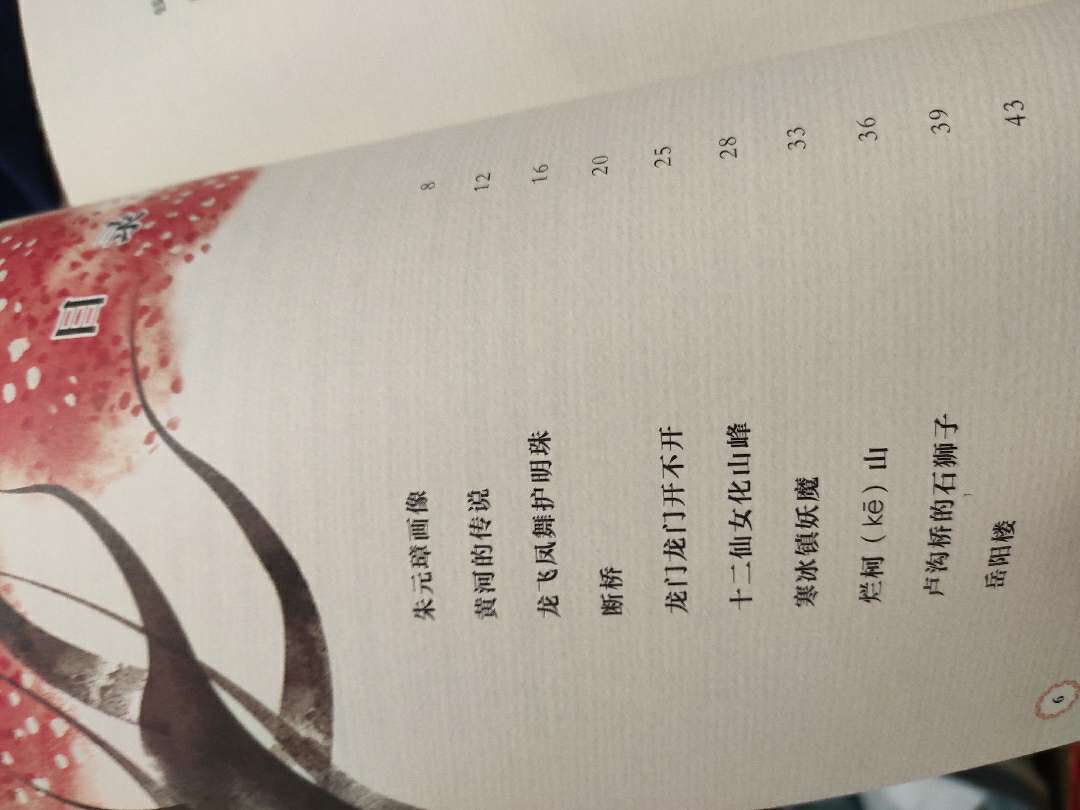 目录
朱元璋画像 8
黄河的传说 12
龙飞凤舞护明珠 16
断桥 20
龙门龙门开不开 25
十二仙女化山峰 28
寒冰镇妖魔 33
烂柯（kē）山 36
卢沟桥的石狮子 39
岳阳楼 43
6